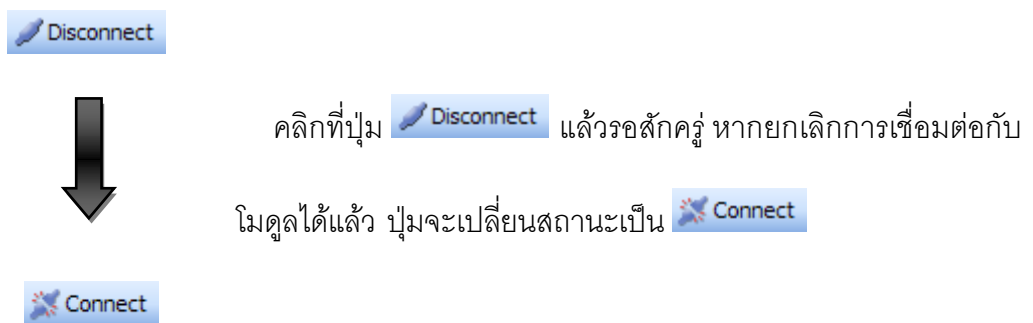 Disconnect
คลิกที่ปุ่ม Disconnect แล้วรอสักครู่ หากยกเลิกการเชื่อมต่อกับ
โมดูลได้แล้ว ปุ่มจะเปลี่ยนสถานะเป็น Connect
Connect